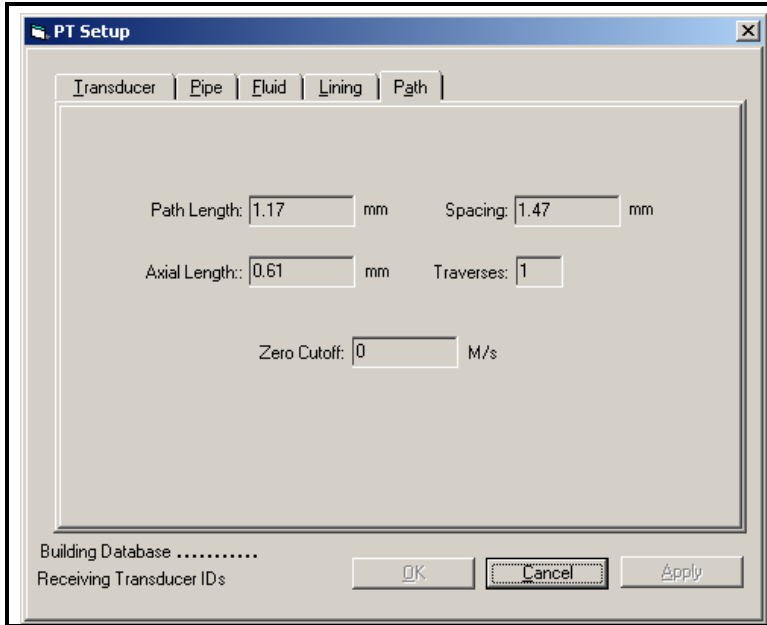 PT Setup
Transducer Pipe Fluid Lining Path
Path Length: 1.17 mm Spacing: 1.47 mm
Axial Length:: 0.61 mm Traverses: 1
Zero Cutoff: 0 M/s
Building Database ...........
Receiving Transducer IDs
OK Cancel Apply